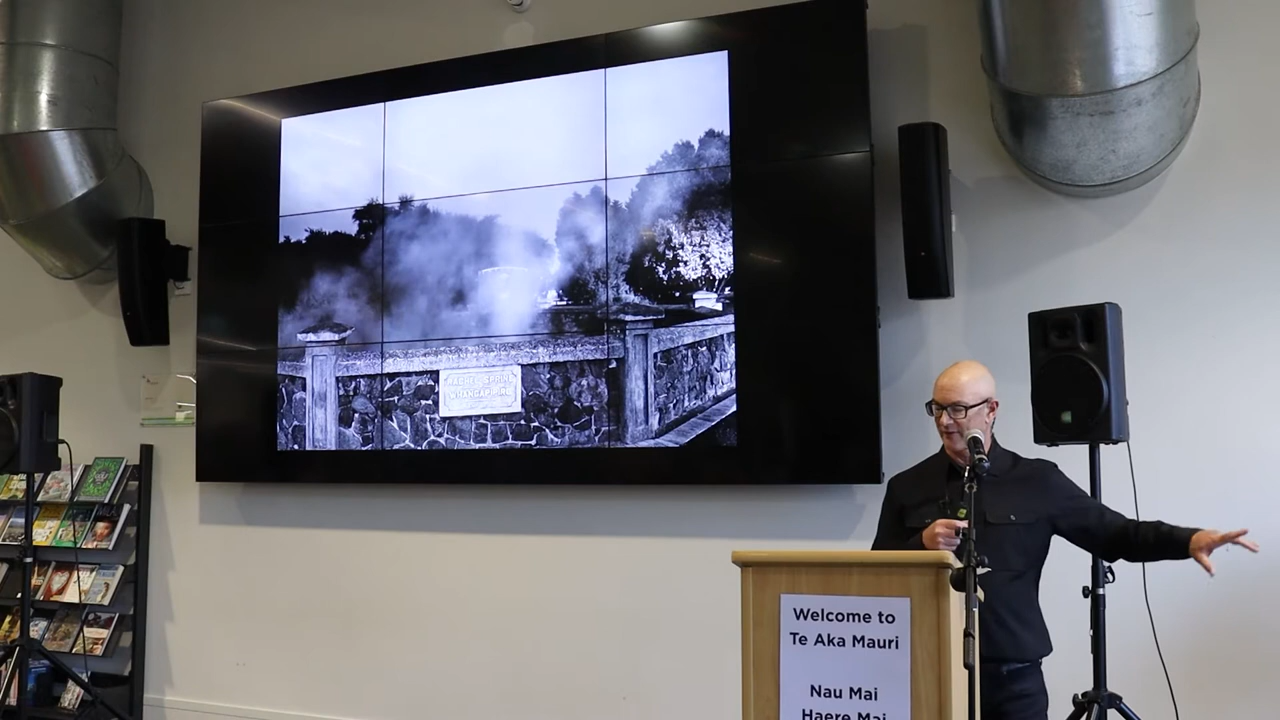 RACHEL SPRING
WHANGAPIPIRO
Welcome to
Te Aka Mauri
Nau Mai
Haere Mai